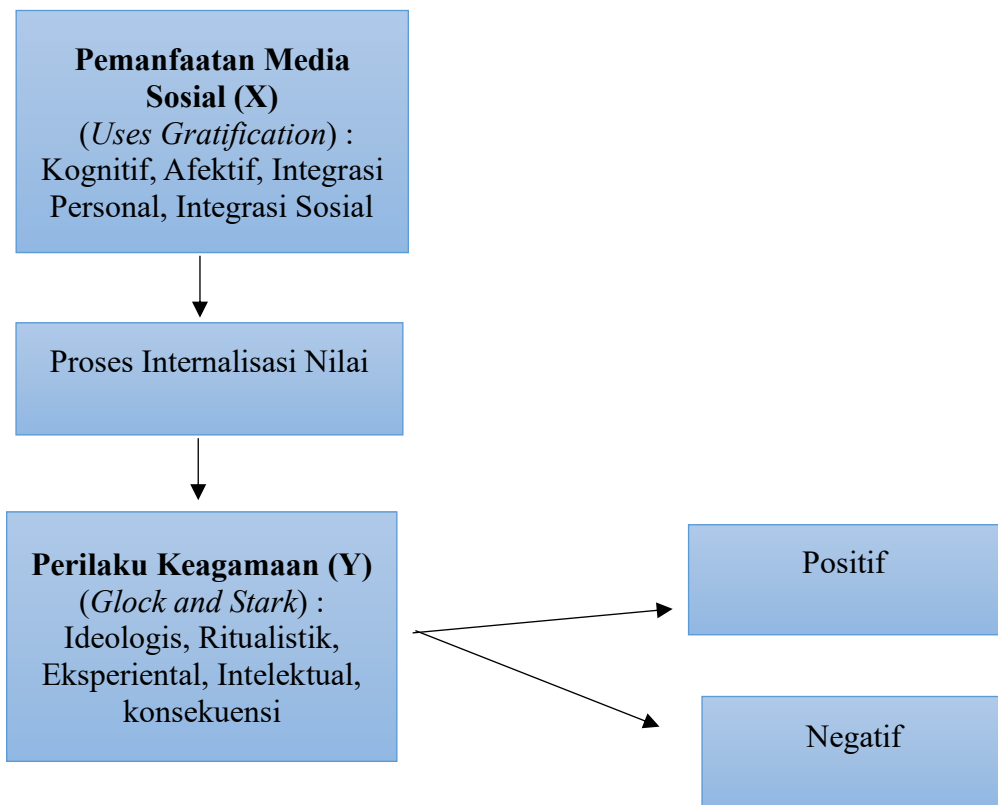 Pemanfaatan Media
Sosial (X)
(Uses Gratification) :
Kognitif, Afektif, Integrasi
Personal, Integrasi Sosial
Proses Internalisasi Nilai
Perilaku Keagamaan (Y)
(Glock and Stark) :
Ideologis, Ritualistik,
Eksperiental, Intelektual,
konsekuensi
Positif
Negatif